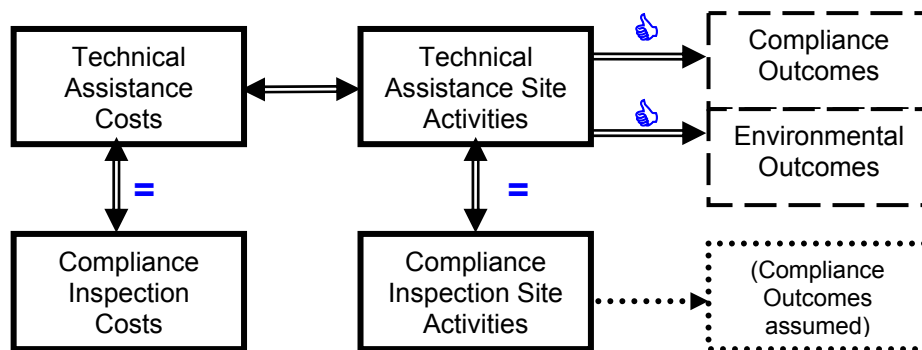 Technical
Assistance
Costs
Technical
Assistance Site
Activities
Compliance
Outcomes
Environmental
Outcomes
=
=
Compliance
Inspection
Costs
Compliance
Inspection Site
Activities
(Compliance
Outcomes
assumed)